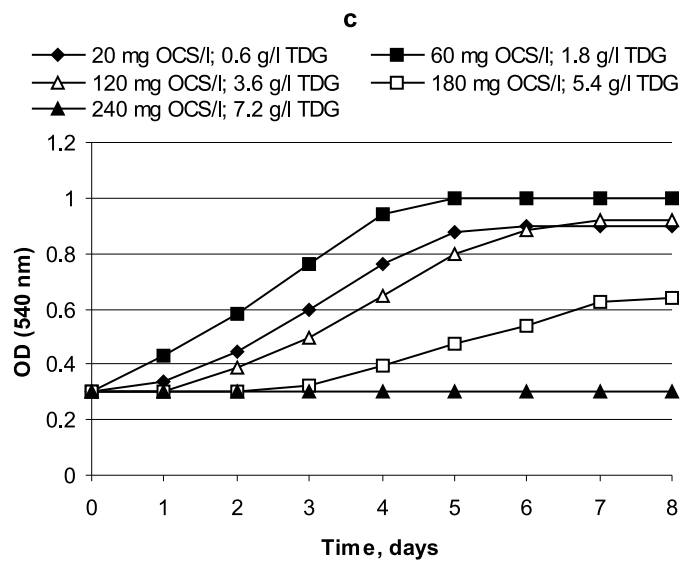 c
20 mg OCS/l; 0.6 g/l TDG
60 mg OCS/l; 1.8 g/l TDG
120 mg OCS/l; 3.6 g/l TDG
180 mg OCS/l; 5.4 g/l TDG
240 mg OCS/l; 7.2 g/l TDG
1.2
1
0.8
0.6
0.4
0.2
0
OD (540 nm)
0 1 2 3 4 5 6 7 8
Time, days